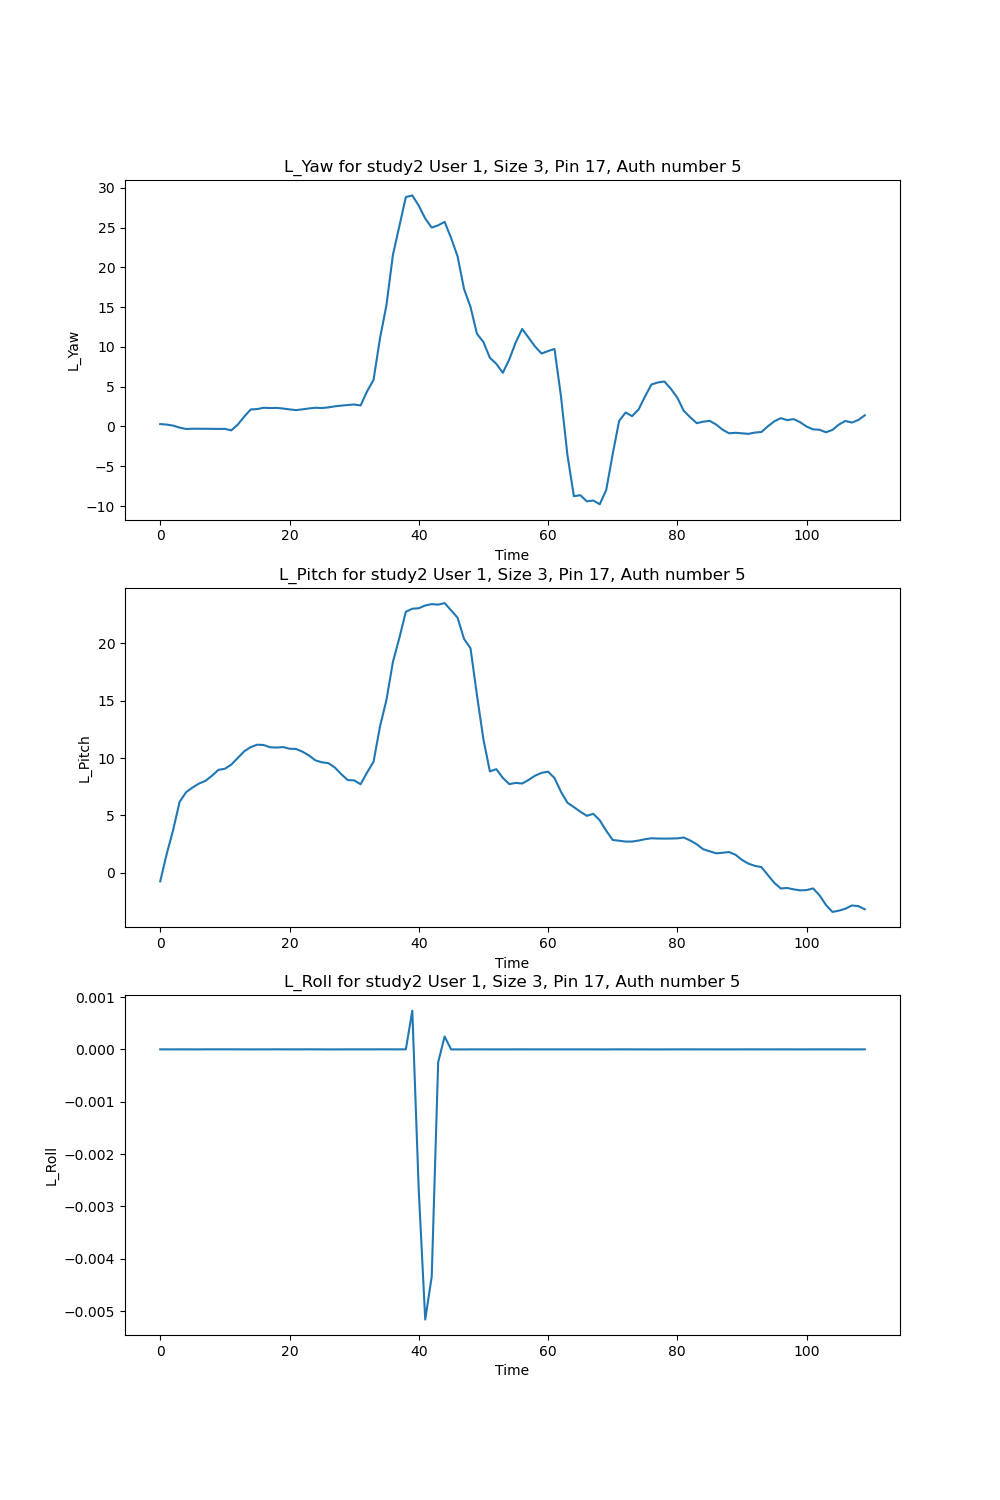 L_Yaw for study2 User 1, Size 3, Pin 17, Auth number 5
30
25
20
15
10
5
0
−5
−10
L_Yaw
0 20 40 60 80 100
Time
L_Pitch for study2 User 1, Size 3, Pin 17, Auth number 5
20
15
10
5
0
L_Pitch
0 20 40 60 80 100
Time
L_Roll for study2 User 1, Size 3, Pin 17, Auth number 5
0.001
0.000
−0.001
−0.002
−0.003
−0.004
−0.005
L_Roll
0 20 40 60 80 100
Time